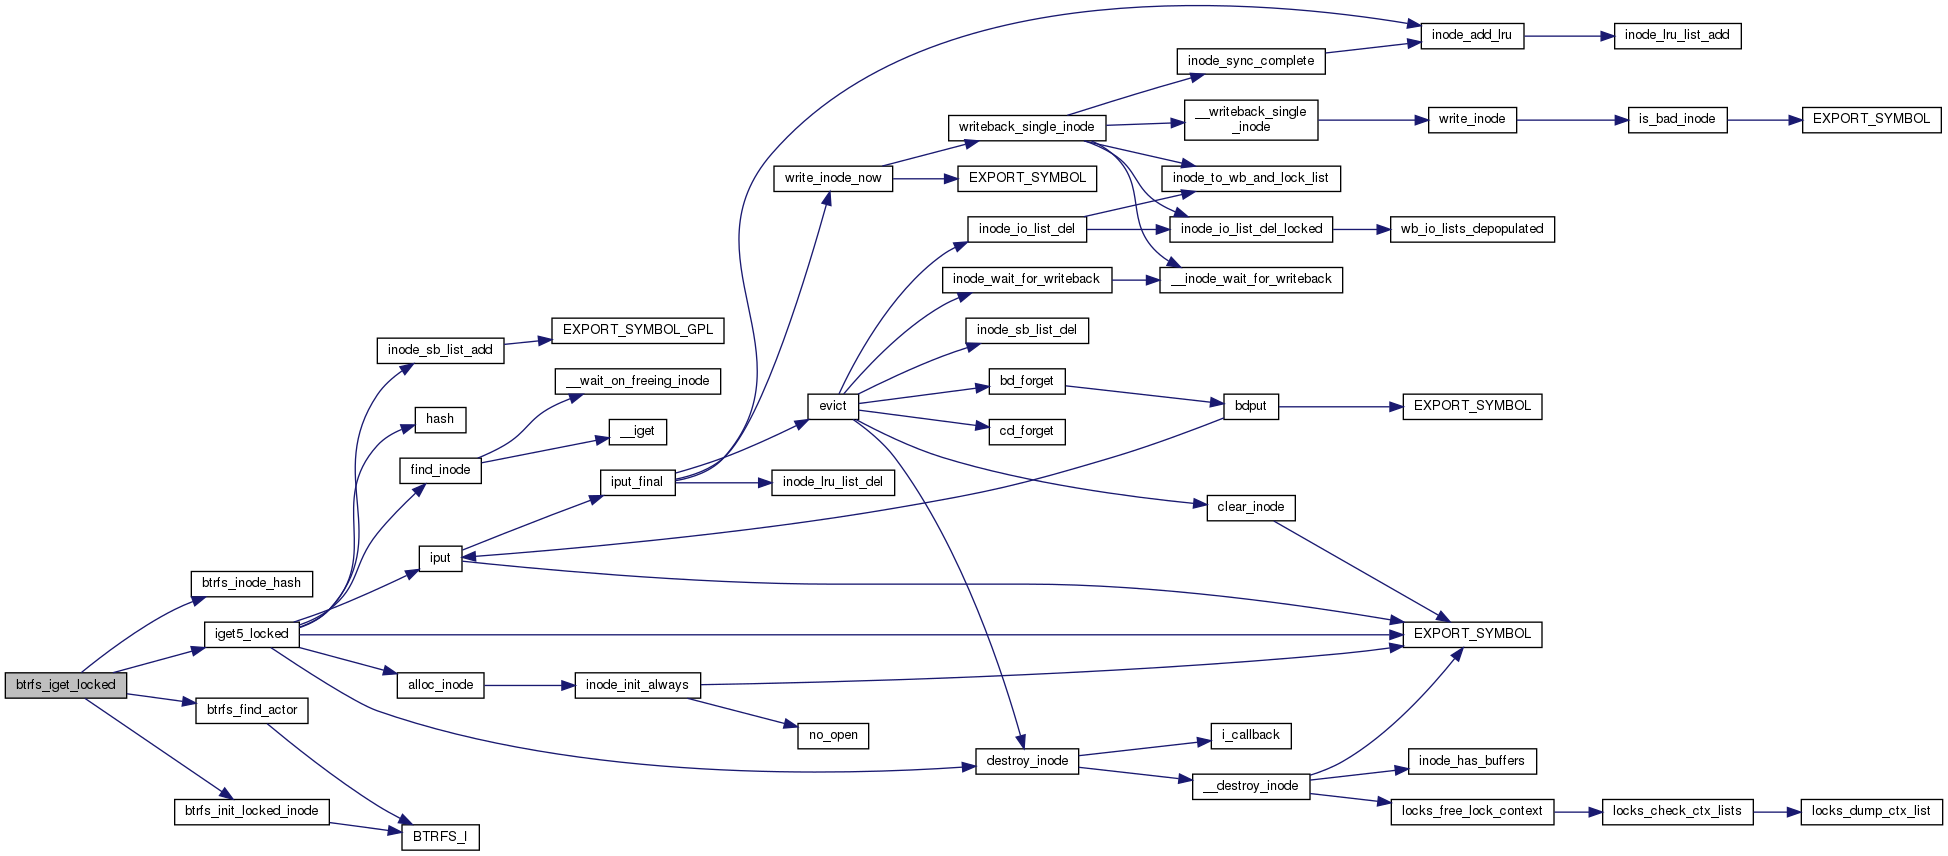 inode_add_lru
inode_lru_list_add
inode_sync_complete
__writeback_single
_inode
write_inode
is_bad_inode
EXPORT_SYMBOL
writeback_single_inode
write_inode_now
EXPORT_SYMBOL
inode_to_wb_and_lock_list
inode_io_list_del
inode_io_list_del_locked
wb_io_lists_depopulated
inode_wait_for_writeback
__inode_wait_for_writeback
EXPORT_SYMBOL_GPL
inode_sb_list_del
inode_sb_list_add
__wait_on_freeing_inode
bd_forget
evict
bdput
EXPORT_SYMBOL
hash
__iget
cd_forget
find_inode
iput_final
inode_lru_list_del
clear_inode
iput
btrfs_inode_hash
iget5_locked
EXPORT_SYMBOL
btrfs_iget_locked
alloc_inode
inode_init_always
btrfs_find_actor
no_open
i_callback
destroy_inode
inode_has_buffers
__destroy_inode
btrfs_init_locked_inode
BTRFS_I
locks_free_lock_context
locks_check_ctx_lists
locks_dump_ctx_list